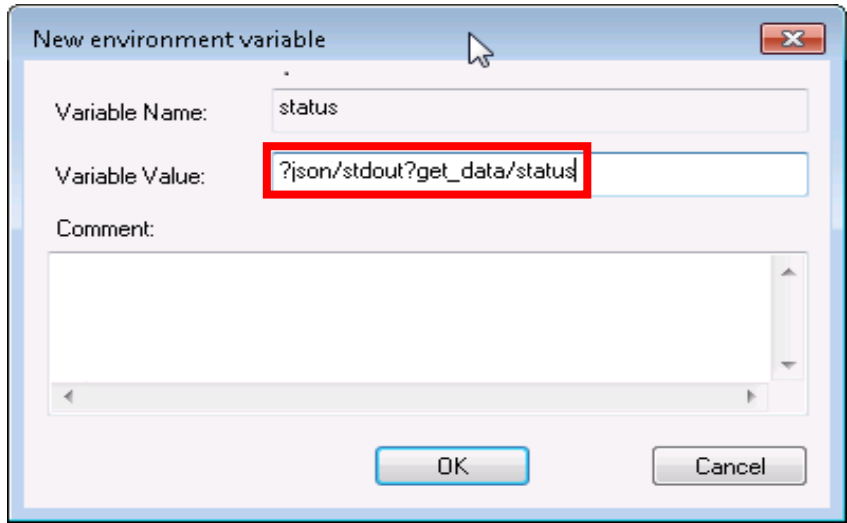 New environment variable
Variable Name:
status
Variable Value:
?json/stdout?get_data/status
Comment:
OK
Cancel